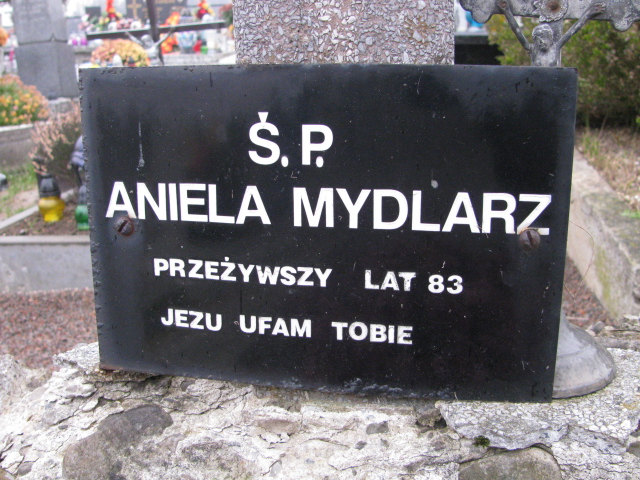 Ś.P.
ANIELA MYDLARZ
PRZEŻYWSZY LAT 83
JEZU UFAM TOBIE